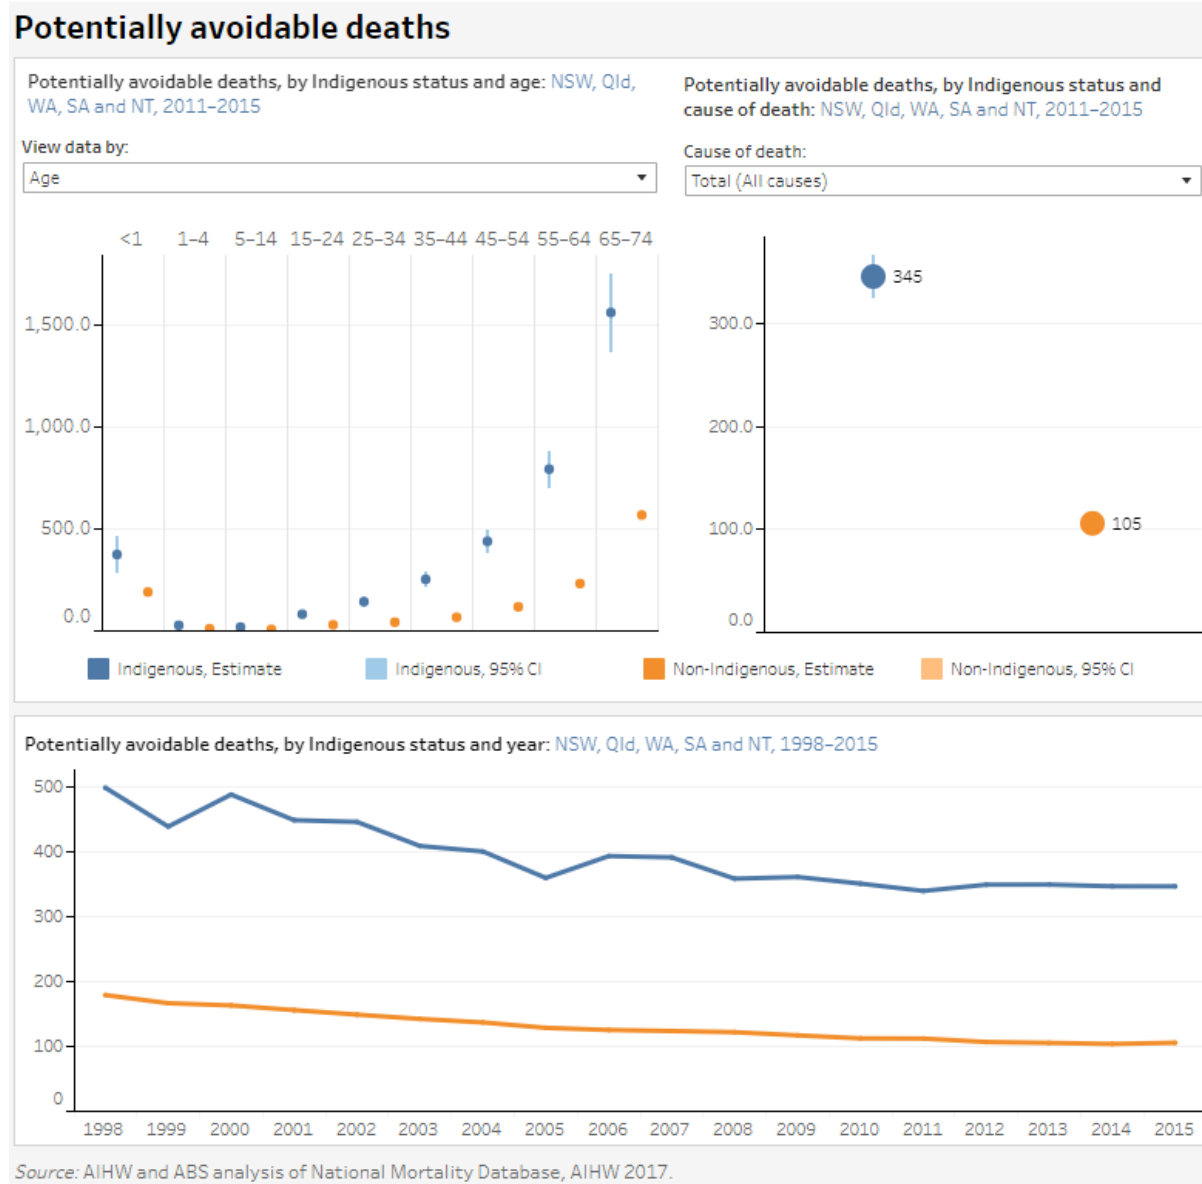 Potentially avoidable deaths
Potentially avoidable deaths, by Indigenous status and age: NSW, Qld,
WA, SA and NT, 2011–2015
View data by:
Age
<1 1–4 5–14 15–24 25–34 35–44 45–54 55–64 65–74
1,500.0
1,000.0
500.0
0.0
Potentially avoidable deaths, by Indigenous status and
cause of death: NSW, Qld, WA, SA and NT, 2011–2015
Cause of death:
Total (All causes)
345
300.0
200.0
100.0
105
0.0
Indigenous, Estimate
Indigenous, 95% CI
Non-Indigenous, Estimate
Non-Indigenous, 95% CI
Potentially avoidable deaths, by Indigenous status and year: NSW, Qld, WA, SA and NT, 1998–2015
500
400
300
200
100
0
1998 1999 2000 2001 2002 2003 2004 2005 2006 2007 2008 2009 2010 2011 2012 2013 2014 2015
Source: AIHW and ABS analysis of National Mortality Database, AIHW 2017.